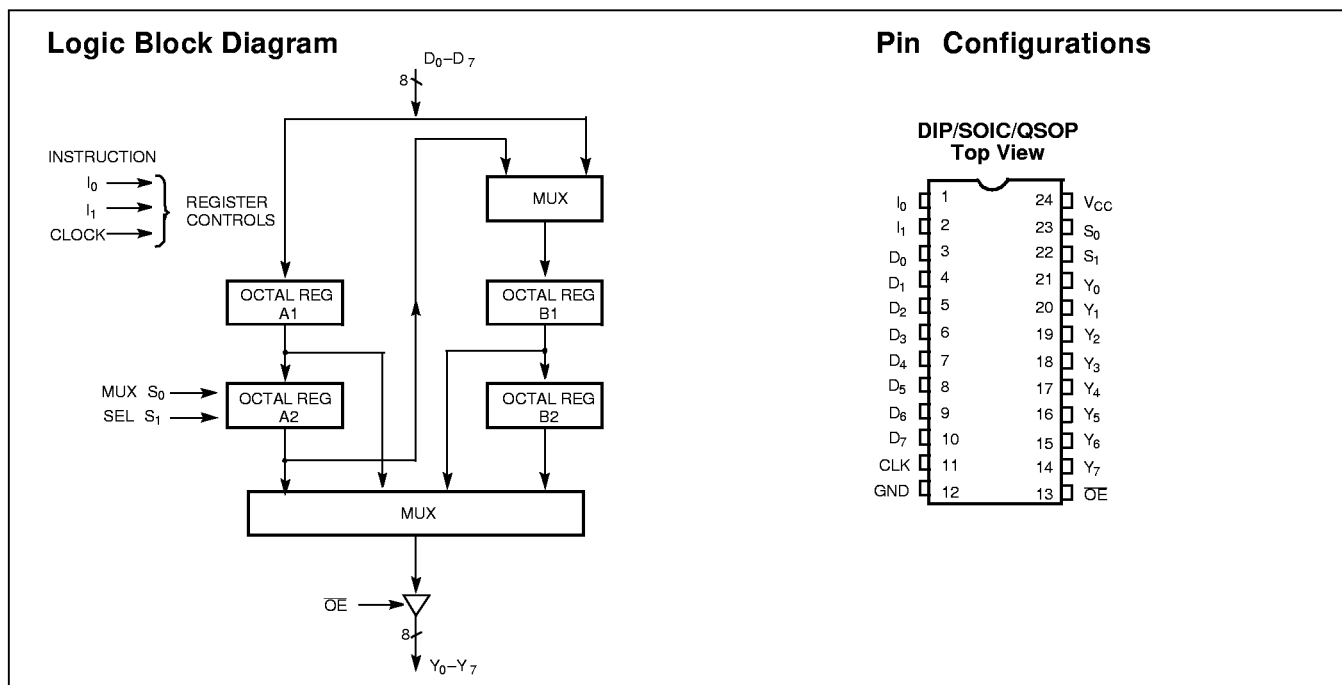 Logic Block Diagram
D0–D7
8
INSTRUCTION
I0
I1
CLOCK
REGISTER
CONTROLS
MUX
OCTAL REG
A1
OCTAL REG
B1
MUX S0
SEL S1
OCTAL REG
A2
OCTAL REG
B2
MUX
OE
8
Y0–Y7
Pin Configurations
DIP/SOIC/QSOP
Top View
I0 1 24 VCC
I1 2 23 S0
D0 3 22 S1
D1 4 21 Y0
D2 5 20 Y1
D3 6 19 Y2
D4 7 18 Y3
D5 8 17 Y4
D6 9 16 Y5
D7 10 15 Y6
CLK 11 14 Y7
GND 12 13 OE